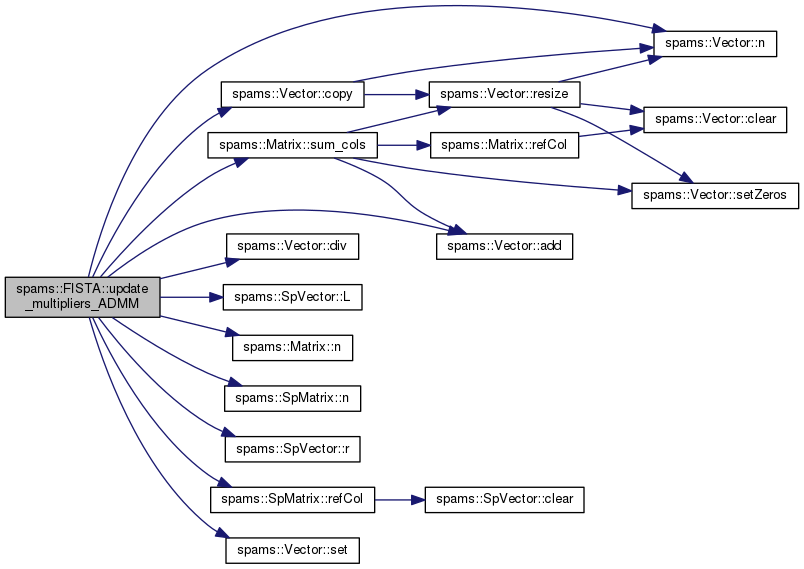 spams::FISTA::update
_multipliers_ADMM
spams::Vector::n
spams::Vector::copy
spams::Vector::resize
spams::Vector::clear
spams::Matrix::sum_cols
spams::Matrix::refCol
spams::Vector::setZeros
spams::Vector::add
spams::Vector::div
spams::SpVector::L
spams::Matrix::n
spams::SpMatrix::n
spams::SpVector::r
spams::SpMatrix::refCol
spams::SpVector::clear
spams::Vector::set